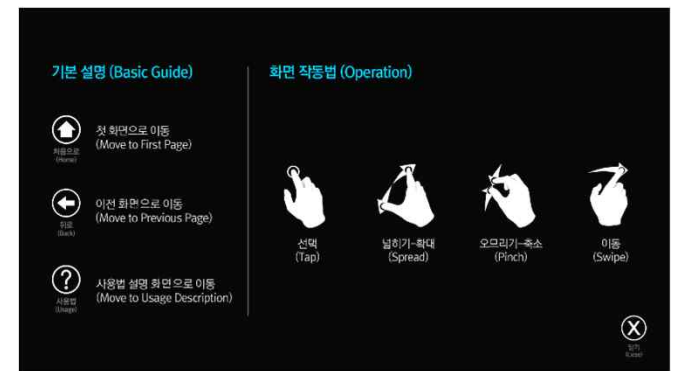 기본 설명 (Basic Guide)
처음으로
(Home)
첫 화면으로 이동
(Move to First Page)
뒤로
(Back)
이전 화면으로 이동
(Move to Previous Page)
사용법
(Usage)
사용법 설명 화면으로 이동
(Move to Usage Description)
화면 작동법 (Operation)
선택
(Tap)
넓히기-확대
(Spread)
오므리기-축소
(Pinch)
이동
(Swipe)
X
닫기